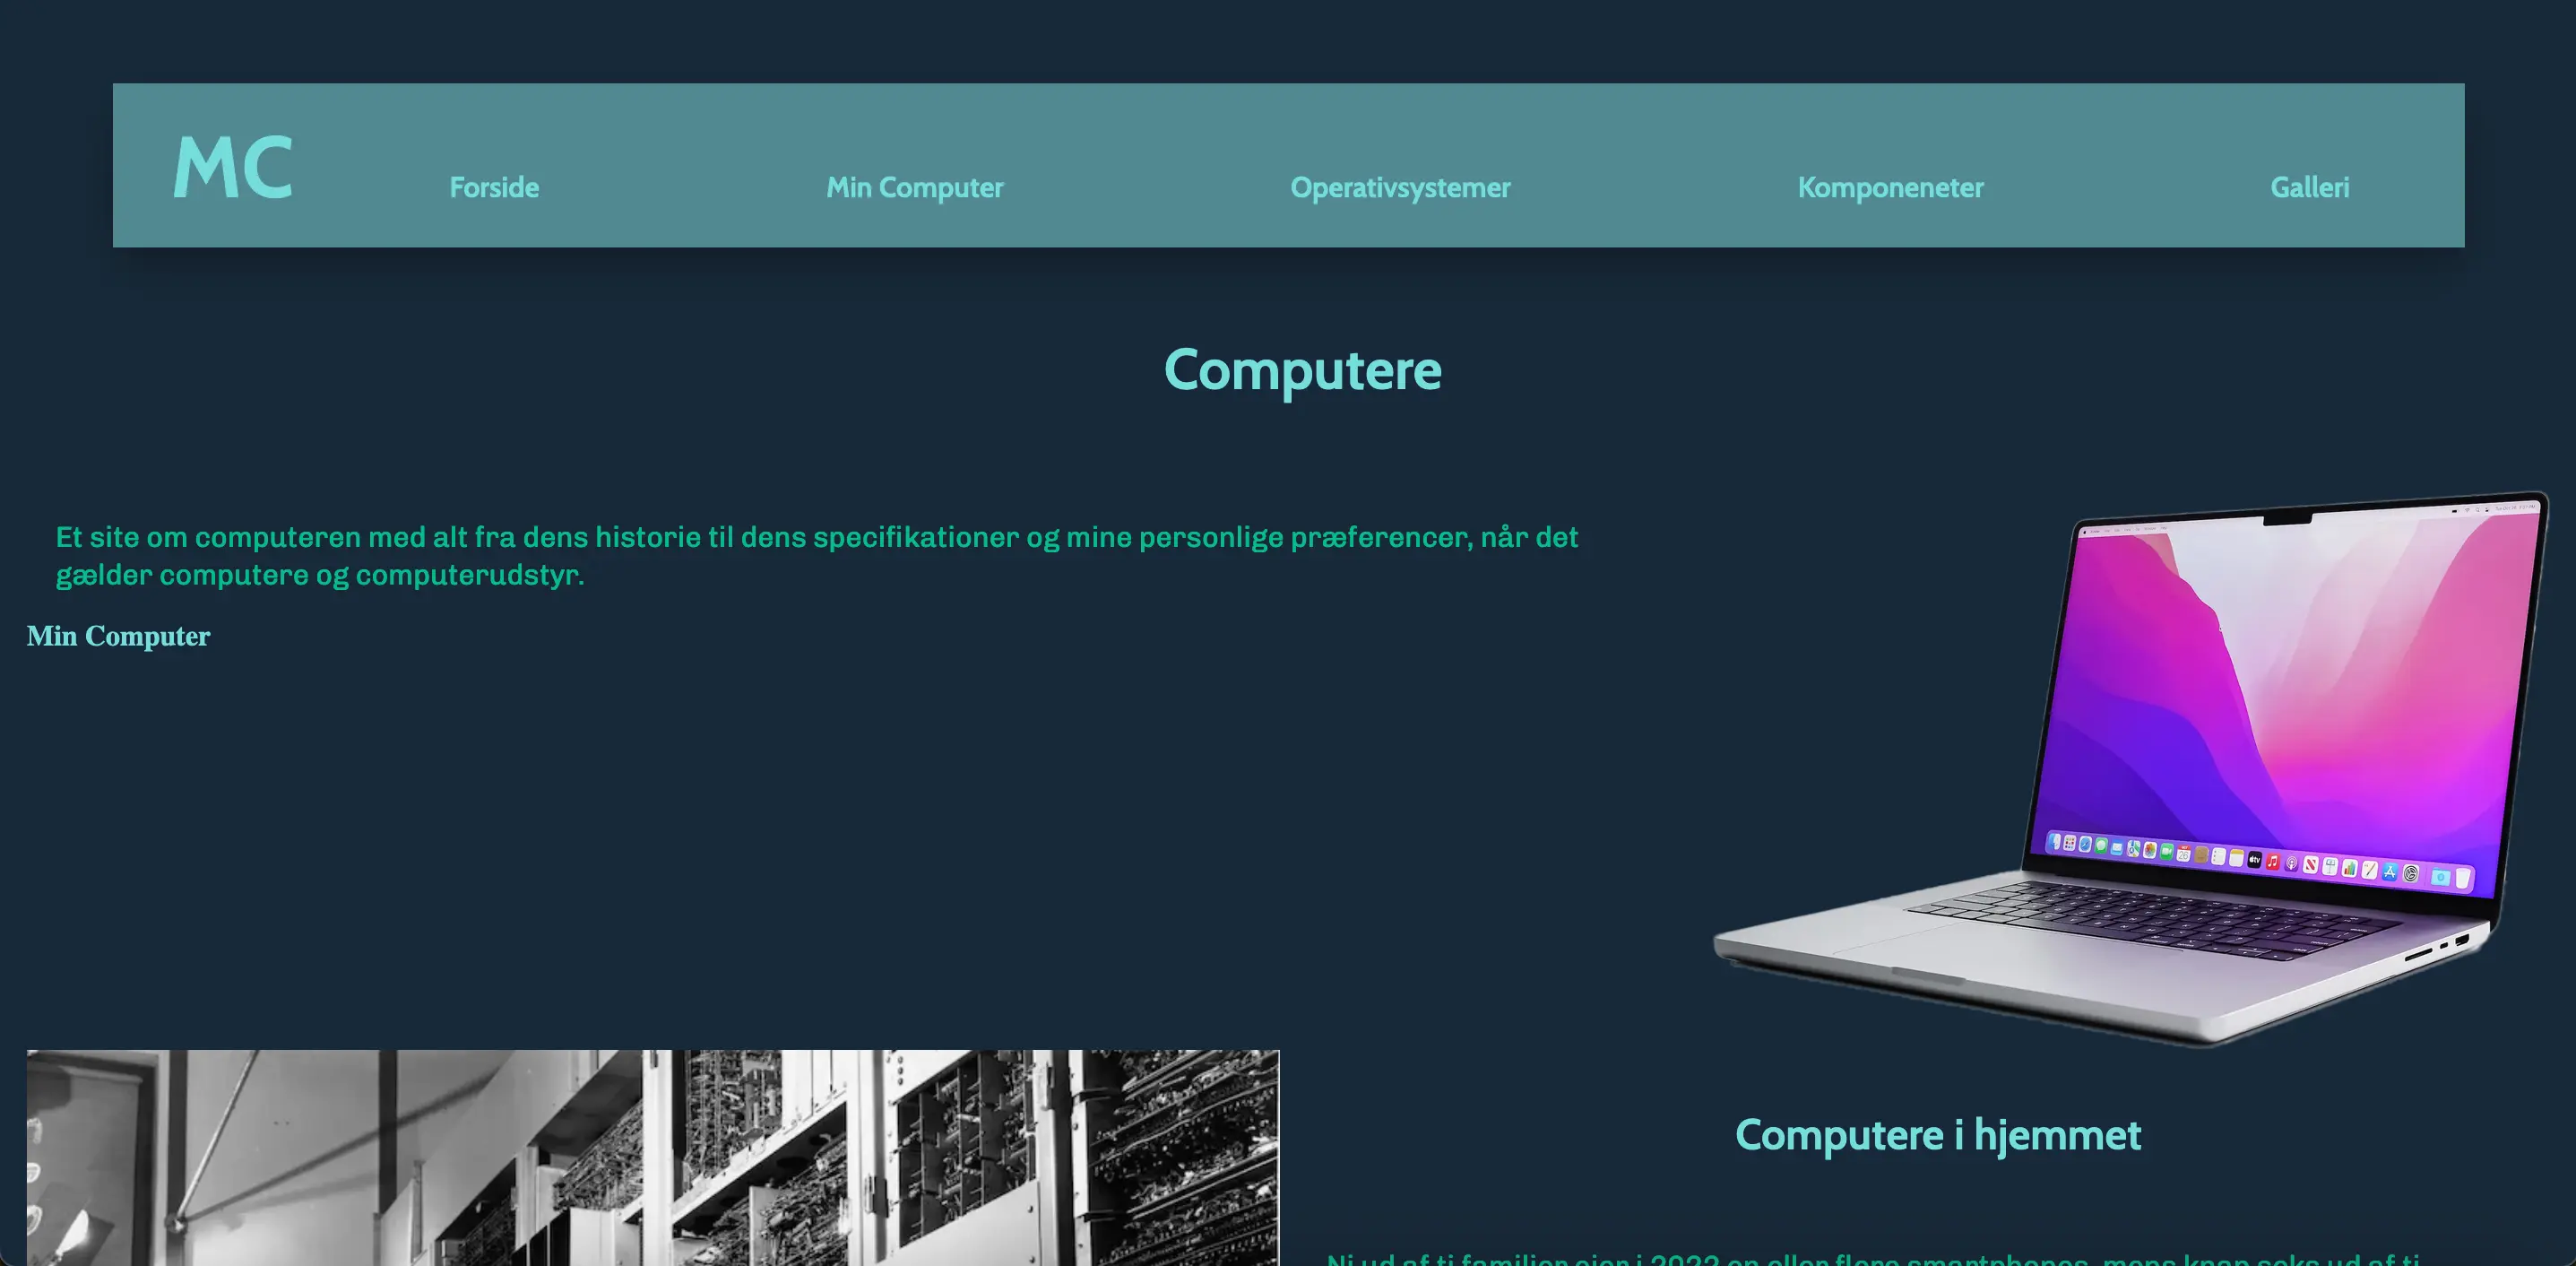 MC
Forside
Min Computer
Operativsystemer
Komponeneter
Galleri
Computere
Et site om computeren med alt fra dens historie til dens specifikationer og mine personlige præferencer, når det
gælder computere og computerudstyr.
Min Computer
Computere i hjemmet
Ni ud af ti familier ejer i 2022 en eller flere smartphones, mens knap seks ud af ti